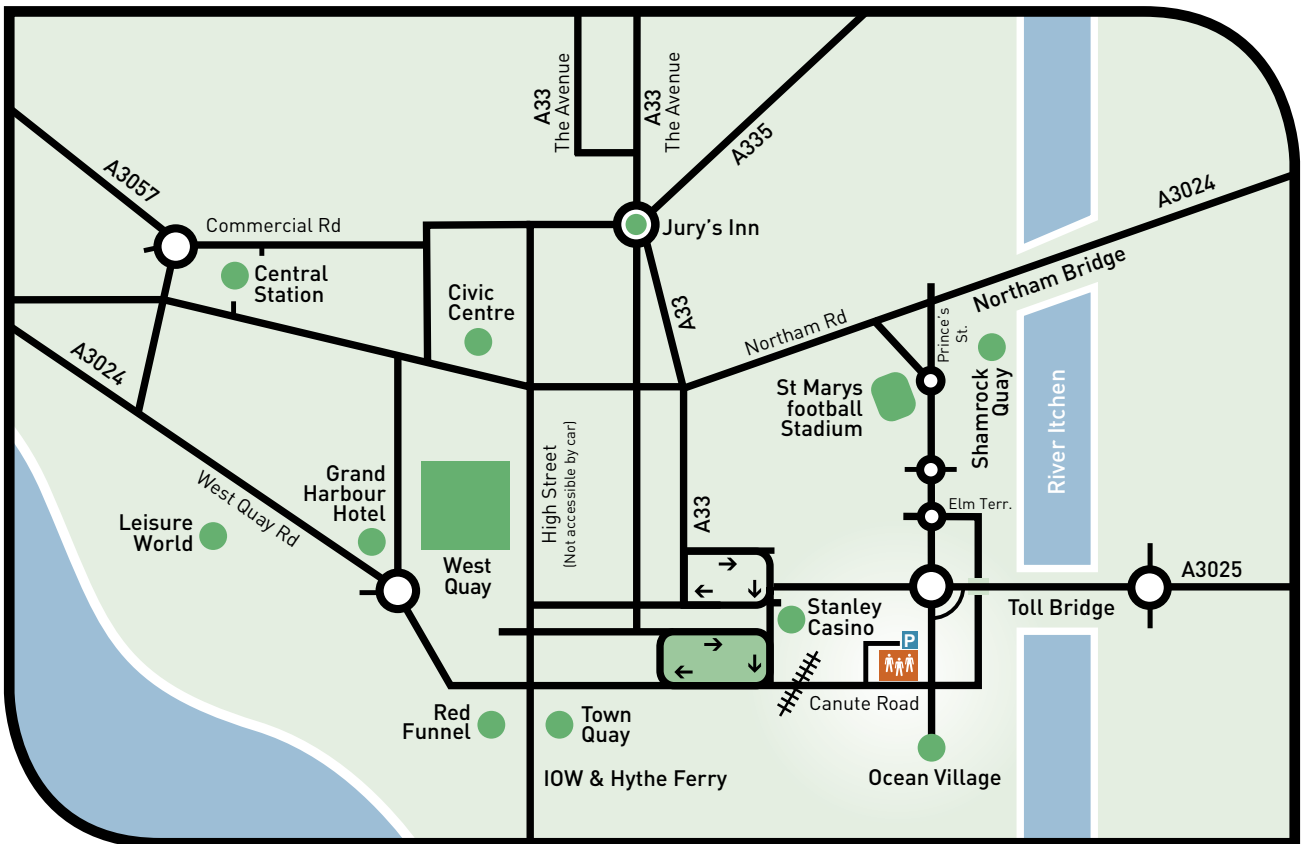 A33
The Avenue
A33
The Avenue
A335
A3057
A3024
Commercial Rd
Jury's Inn
Central
Station
Civic
Centre
A33
Northam Rd
Northam Bridge
Prince's
St.
A3024
St Marys
football
Stadium
Shamrock
Quay
River Itchen
West Quay Rd
Grand
Harbour
Hotel
Leisure
World
West
Quay
High Street
(Not accessible by car)
A33
Elm Terr.
A3025
Toll Bridge
Stanley
Casino
P
Canute Road
Red
Funnel
Town
Quay
IOW & Hythe Ferry
Ocean Village